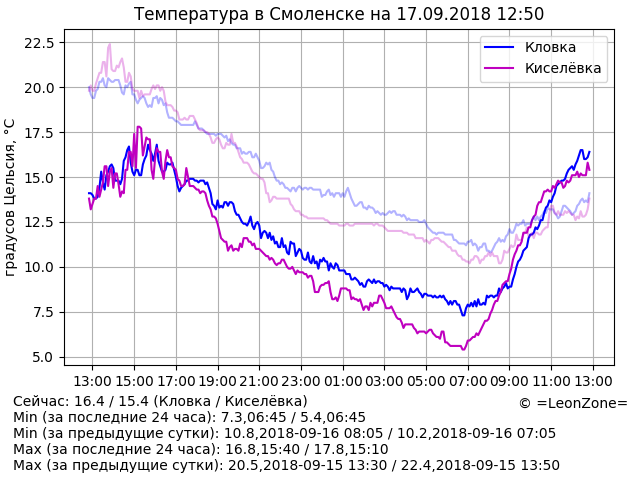 Температура в Смоленске на 17.09.2018 12:50
Кловка
Киселёвка
градусов Цельсия, °C
22.5
20.0
17.5
15.0
12.5
10.0
7.5
5.0
13:00 15:00 17:00 19:00 21:00 23:00 01:00 03:00 05:00 07:00 09:00 11:00 13:00
Сейчас: 16.4 / 15.4 (Кловка / Киселёвка)
© =LeonZone=
Min (за последние 24 часа): 7.3,06:45 / 5.4,06:45
Min (за предыдущие сутки): 10.8,2018-09-16 08:05 / 10.2,2018-09-16 07:05
Max (за последние 24 часа): 16.8,15:40 / 17.8,15:10
Max (за предыдущие сутки): 20.5,2018-09-15 13:30 / 22.4,2018-09-15 13:50